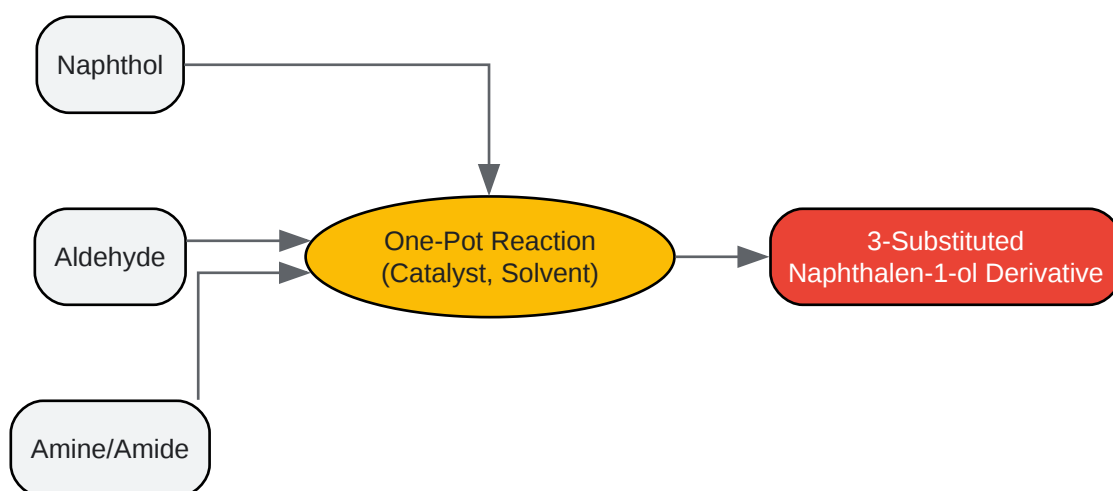 Naphthol
Aldehyde
One-Pot Reaction
(Catalyst, Solvent)
3-Substituted
Naphthalen-1-ol Derivative
Amine/Amide